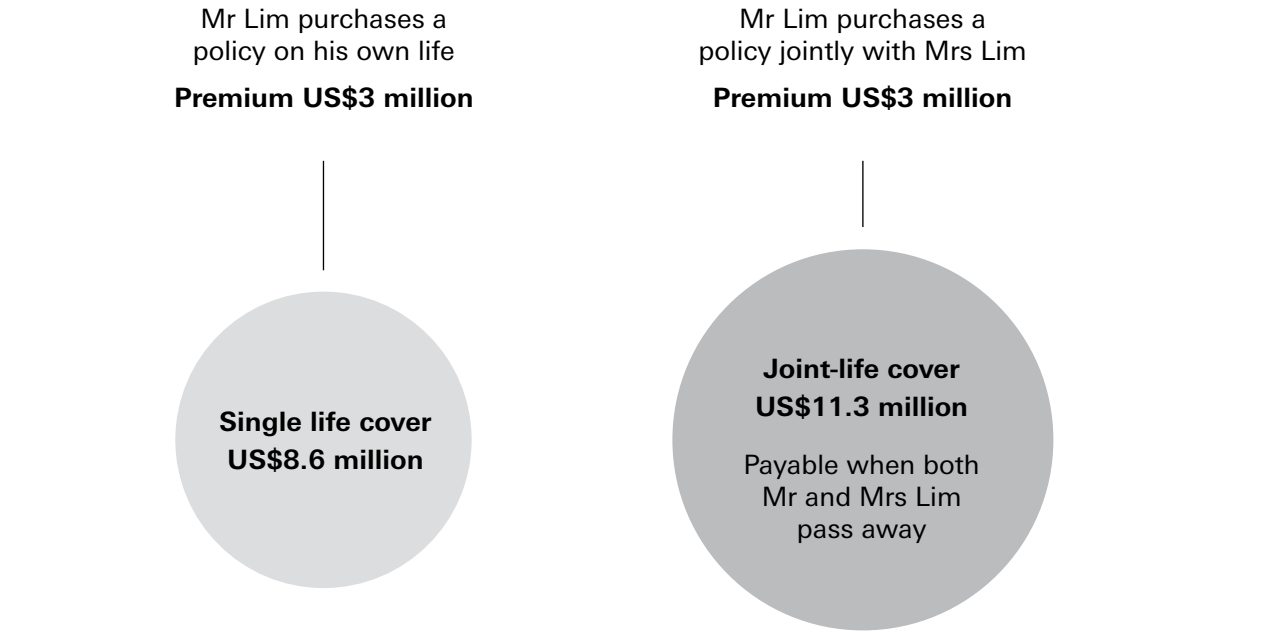 Mr Lim purchases a
policy on his own life
Premium US$3 million
Single life cover
US$8.6 million
Mr Lim purchases a
policy jointly with Mrs Lim
Premium US$3 million
Joint-life cover
US$11.3 million
Payable when both
Mr and Mrs Lim
pass away